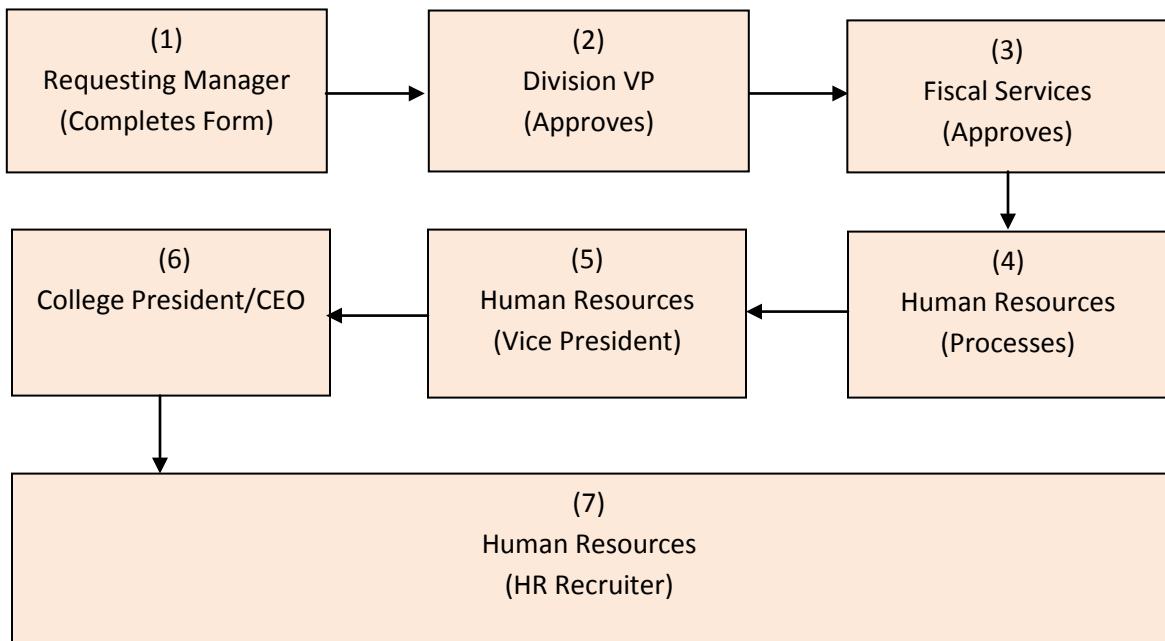 (1)
Requesting Manager
(Completes Form)
(2)
Division VP
(Approves)
(3)
Fiscal Services
(Approves)
(4)
Human Resources
(Processes)
(5)
Human Resources
(Vice President)
(6)
College President/CEO
(7)
Human Resources
(HR Recruiter)